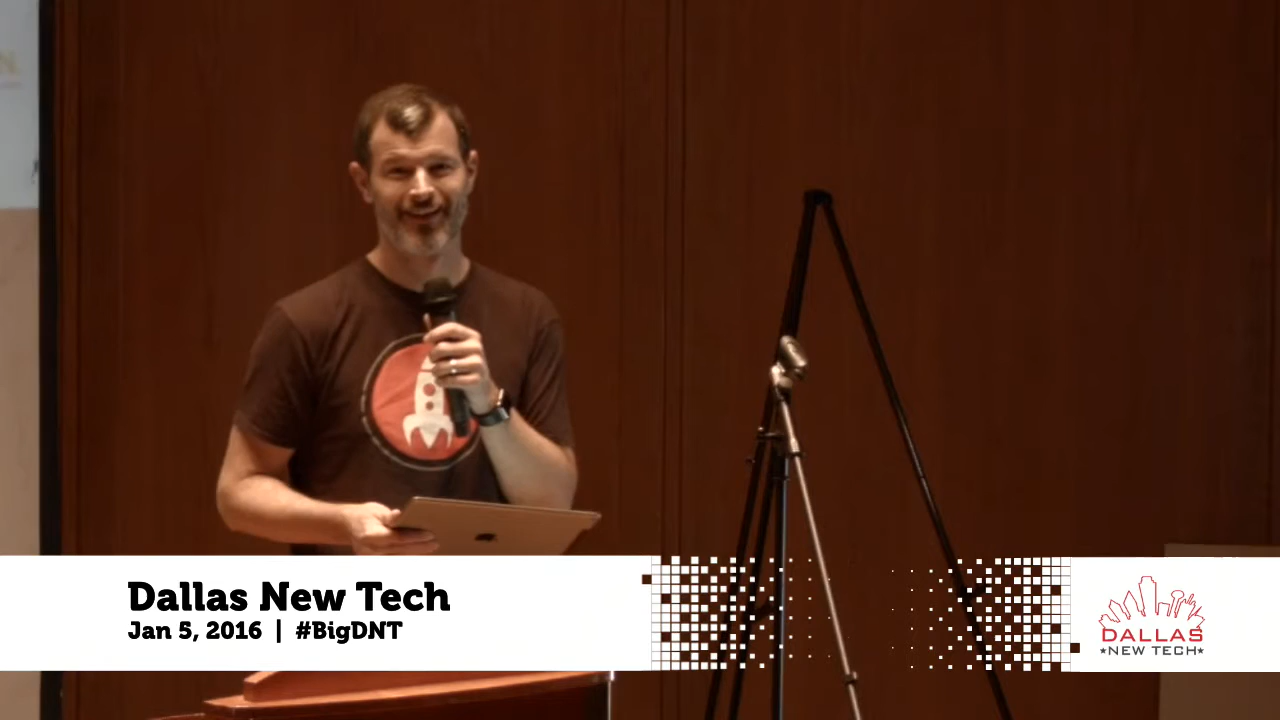 Dallas New Tech
Jan 5, 2016 | #BigDNT
DALLAS
★NEW TECH★